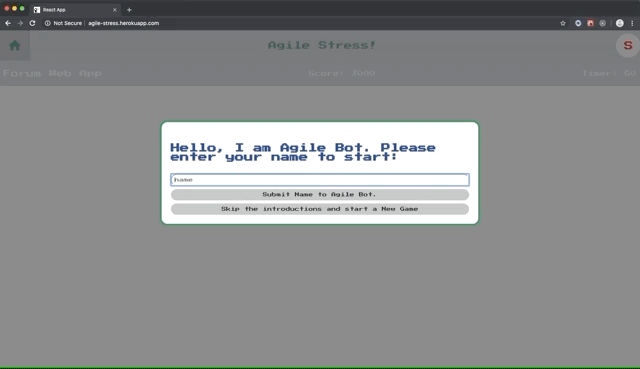 React App
Not Secure | agile-stress.herokuapp.com
Agile Stress!
S
Forum Web App
Score: 2000
Timer: 60
Hello, I am Agile Bot. Please
enter your name to start:
name
Submit Name to Agile Bot.
Skip the introductions and start a New Game